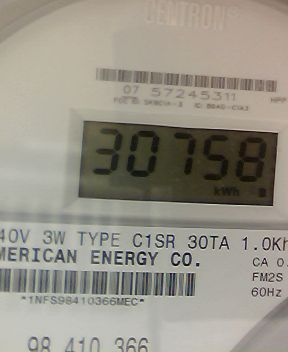 CENTRON®
07 57245311
30758
kWh
40V 3W TYPE C1SR 30TA 1.0Kh
MERICAN ENERGY CO.
CA 0.
FM2S
60Hz
*1NFS98410366MEC*
98 410 366